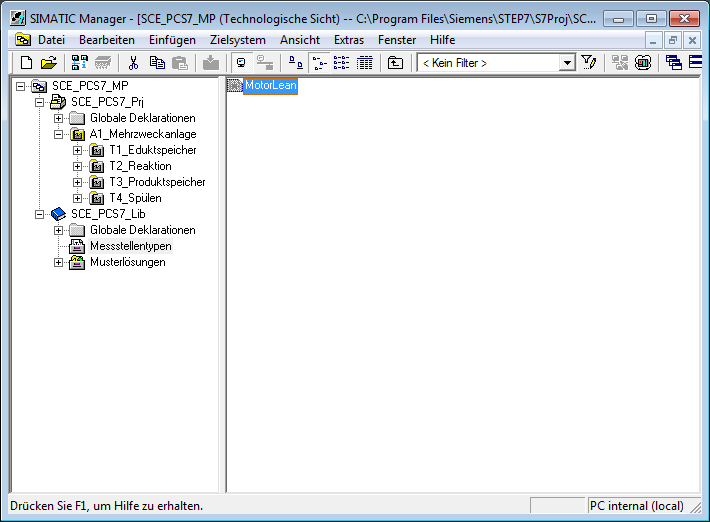 SIMATIC Manager - [SCE_PCS7_MP (Technologische Sicht) -- C:\Program Files\Siemens\STEP7\S7Proj\SC...
Datei Bearbeiten Einfügen Zielsystem Ansicht Extras Fenster Hilfe
< Kein Filter >
SCE_PCS7_MP
MotorLean
SCE_PCS7_Prj
Globale Deklarationen
A1_Mehrzweckanlage
T1_Eduktspeicher
T2_Reaktion
T3_Produktspeicher
T4_Spülen
SCE_PCS7_Lib
Globale Deklarationen
Messstellentypen
Musterlösungen
Drücken Sie F1, um Hilfe zu erhalten. PC internal (local)